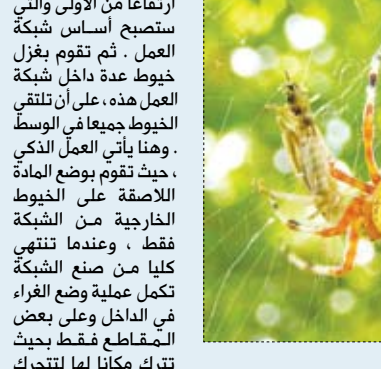 ارتفاعا من الأولى والتي
ستصبح أساس شبكة
العمل . ثم تقوم بغزل
خيوط عدة داخل شبكة
العمل هذه، على أن تلتقي
الخيوط جميعا في الوسط
. وهنا يأتي العمل الذكي
، حيث تقوم بوضع المادة
اللاصقة على الخيوط
الخارجية من الشبكة
فقط ، وعندما تنتهي
كليا من صنع الشبكة
تكمل عملية وضع الغراء
في الداخل وعلى بعض
المقاطع فقط بحيث
تترك مكانا لها لتتحرك